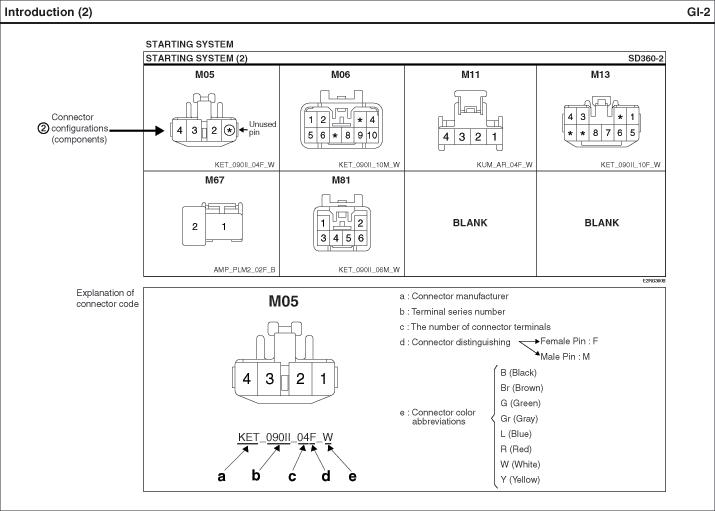 Introduction (2) GI-2
STARTING SYSTEM
STARTING SYSTEM (2) SD360-2
M05 M06 M11 M13
② Connector configurations (components)
4 3 2 * Unused pin
1 2 * 4
5 6 * 8 9 10
4 3 2 1
4 3 * 1
* * 8 7 6 5
KET_090II_04F_W KET_090II_10M_W KUM_AR_04F_W KET_090II_10F_W
M67 M81
2 1
1 2
3 4 5 6
BLANK BLANK
AMP_PLM2_02F_B KET_090II_06M_W
Explanation of
connector code
M05
4 3 2 1
KET_090II_04F_W
a b c d e
a : Connector manufacturer
b : Terminal series number
c : The number of connector terminals
d : Connector distinguishing Female Pin : F
Male Pin : M
e : Connector color
abbreviations
B (Black)
Br (Brown)
G (Green)
Gr (Gray)
L (Blue)
R (Red)
W (White)
Y (Yellow)